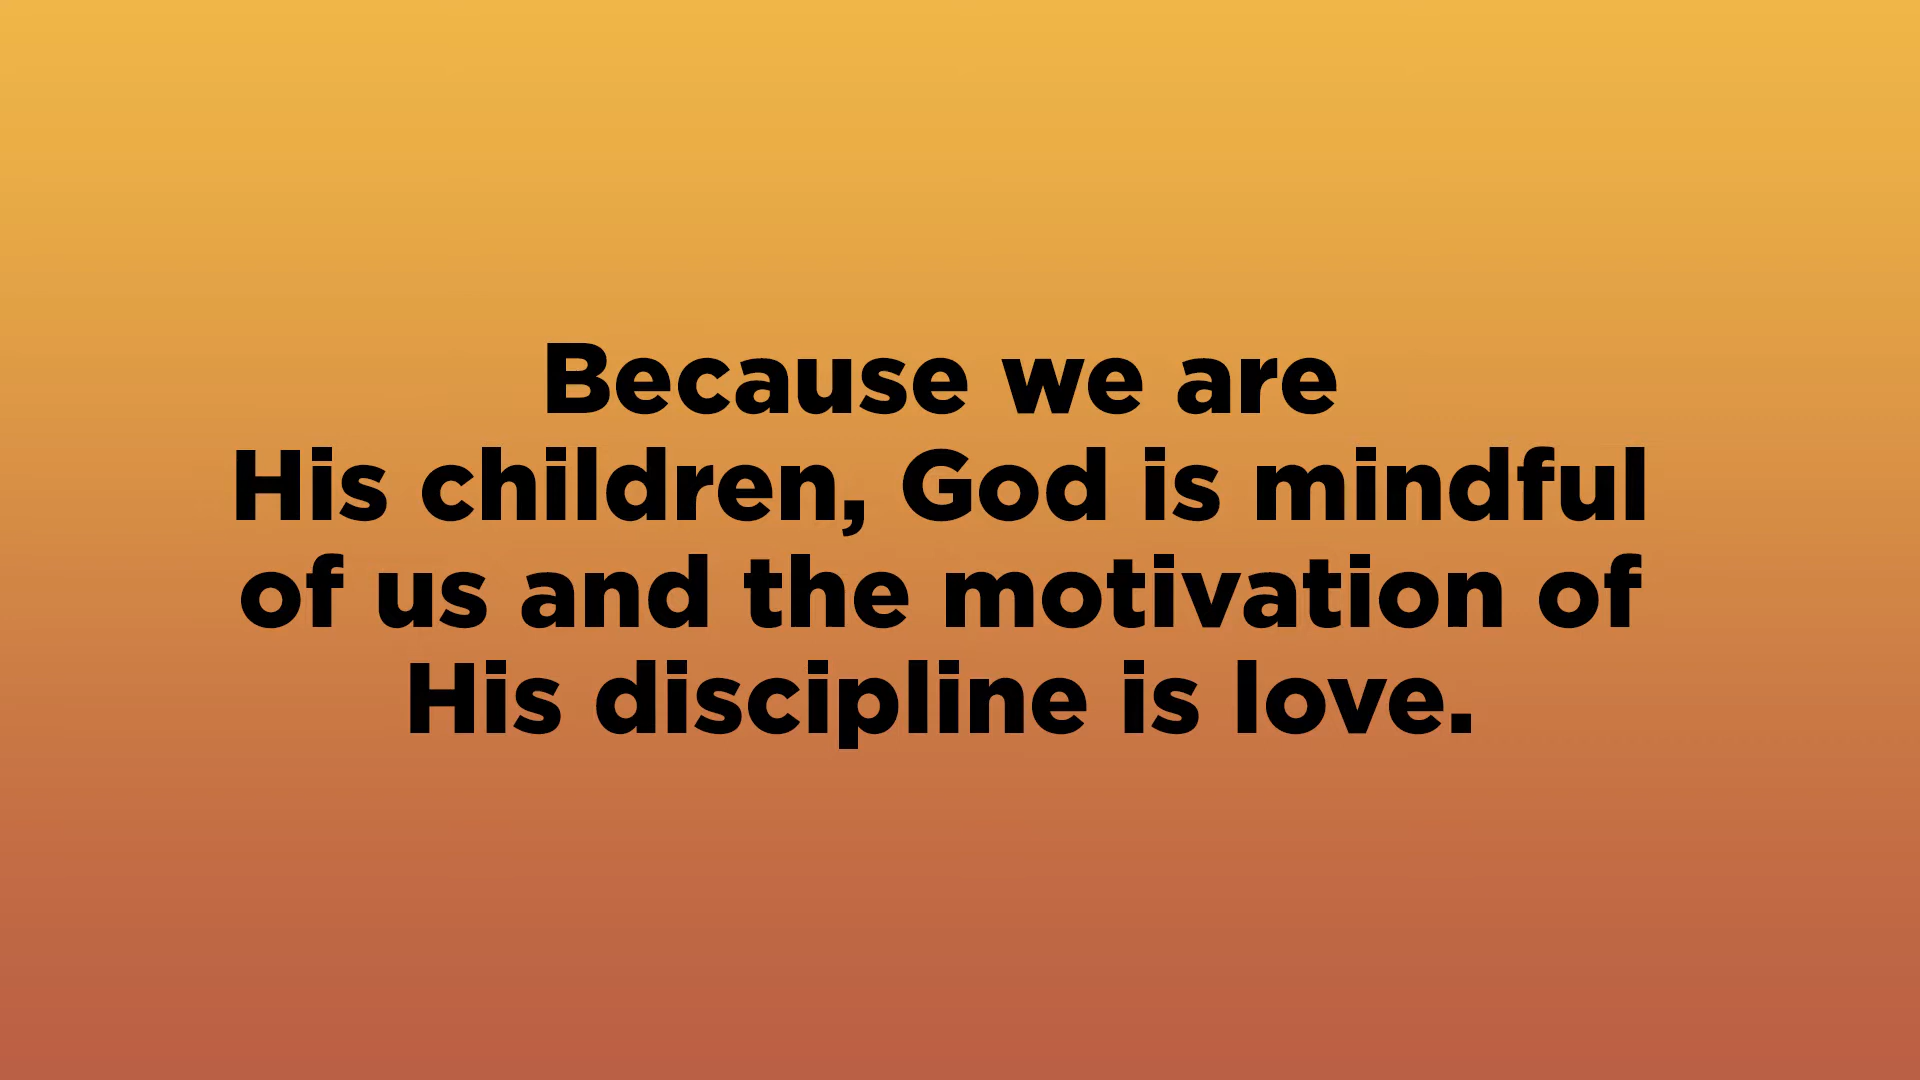 Because we are
His children, God is mindful
of us and the motivation of
His discipline is love.